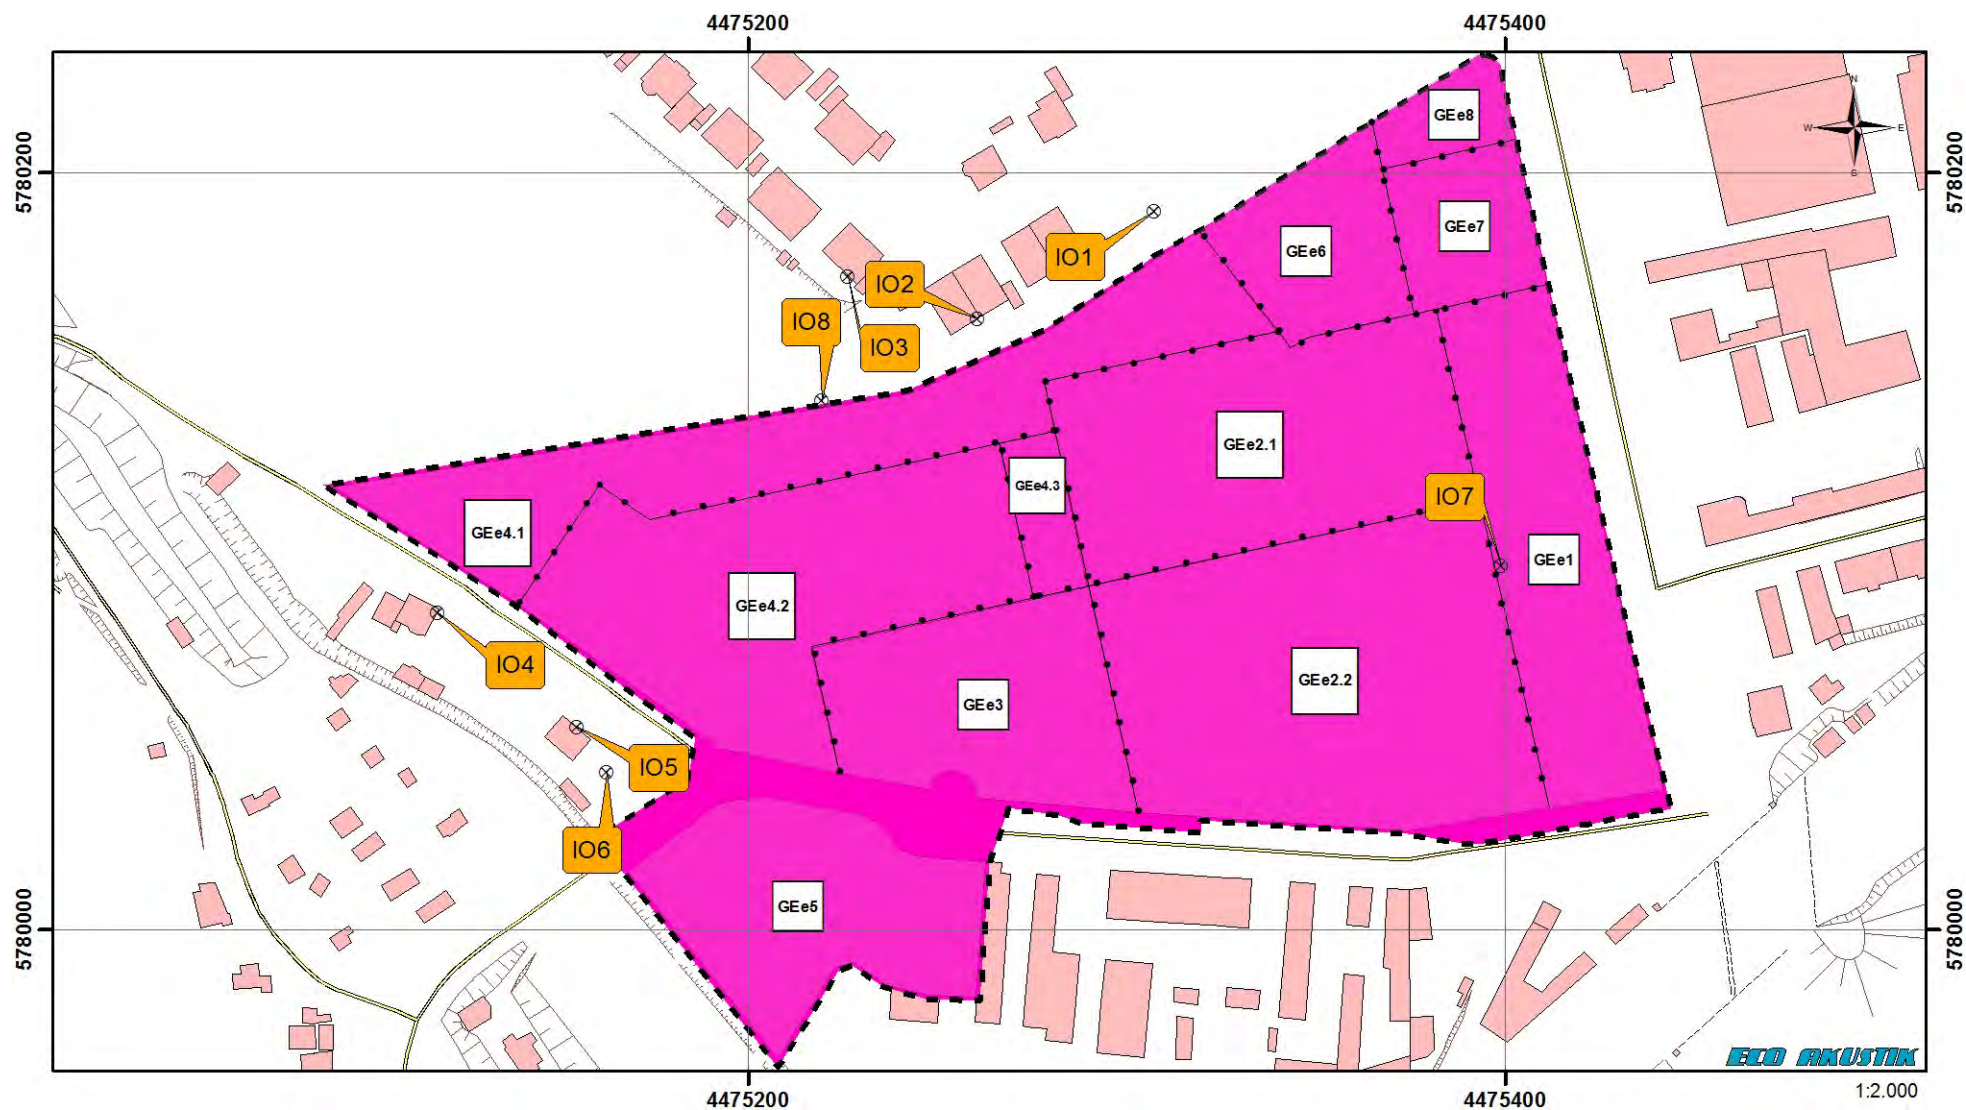 4475200
4475400
N
W
E
S
5780200
5780200
GEe8
GEe7
GEe6
IO1
IO2
IO8
IO3
GEe2.1
GEe4.3
IO7
GEe4.1
GEe1
GEe4.2
IO4
GEe2.2
GEe3
IO5
IO6
GEe5
5780000
5780000
ECO AKUSTIK
4475200
4475400
1:2.000